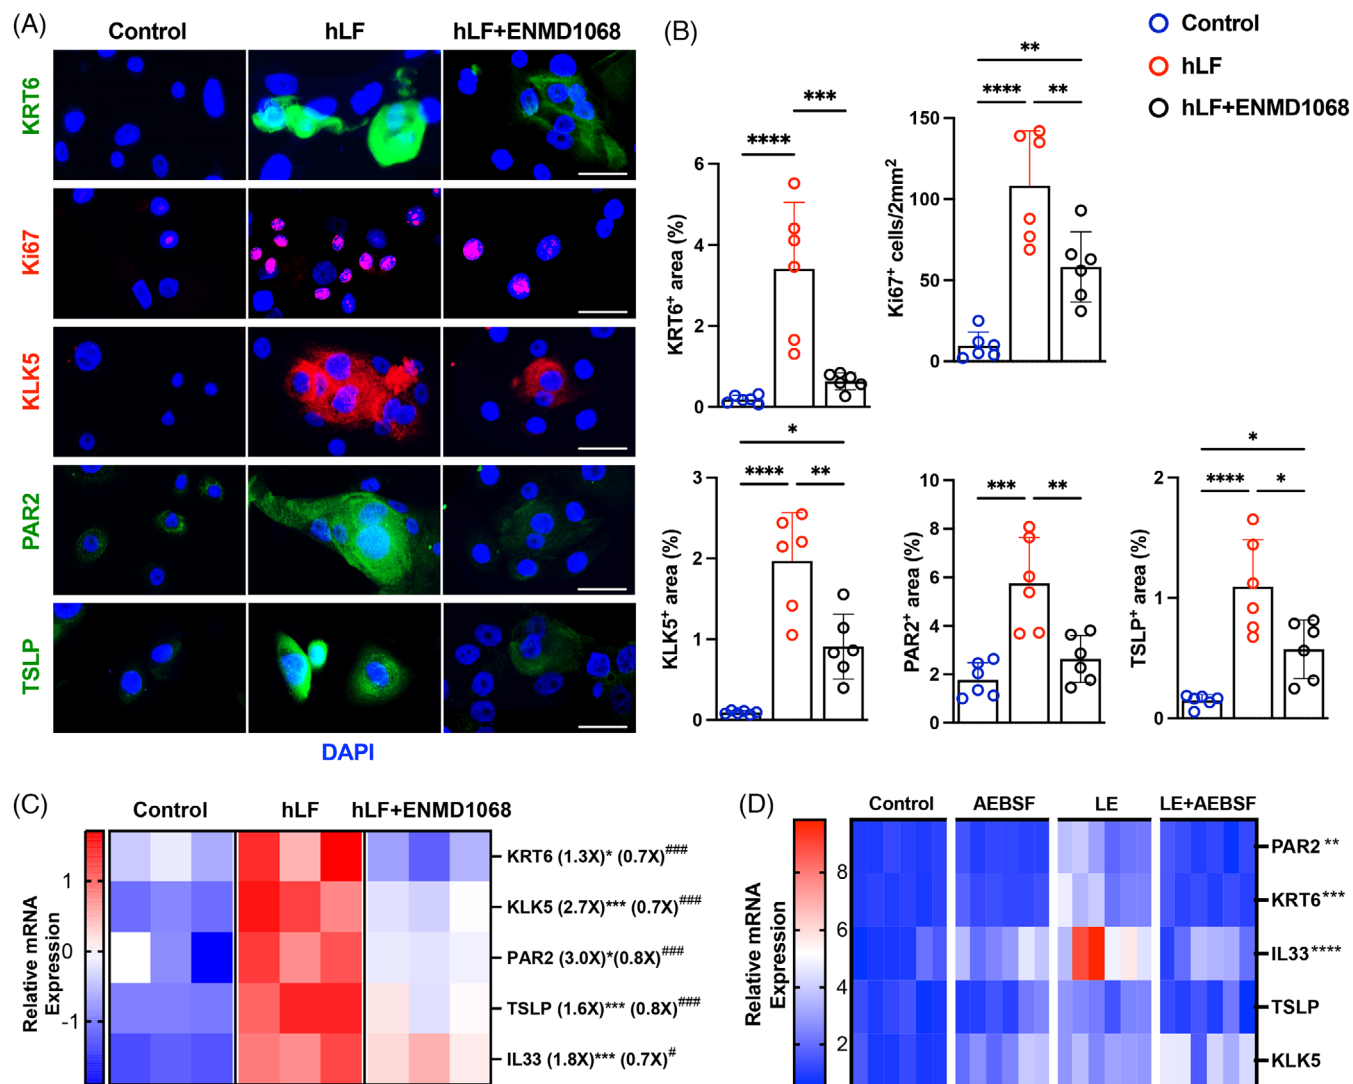 (A)
Control hLF hLF+ENMD1068
KRT6
Ki67
KLK5
PAR2
TSLP
DAPI
(B)
Control
hLF
hLF+ENMD1068
KRT6+ area (%)
6
4
2
0
**** ***
Ki67+ cells/2mm2
150
100
50
0
**
**** **
KLK5+ area (%)
3
2
1
0
*
**** **
PAR2+ area (%)
10
8
6
4
2
0
*** **
TSLP+ area (%)
2
1
0
*
**** *
(C)
Control hLF hLF+ENMD1068
Relative mRNA
Expression
1
0
-1
KRT6 (1.3X)* (0.7X)###
KLK5 (2.7X)*** (0.7X)###
PAR2 (3.0X)*(0.8X)###
TSLP (1.6X)*** (0.8X)###
IL33 (1.8X)*** (0.7X)#
(D)
Control AEBSF LE LE+AEBSF
Relative mRNA
Expression
8
6
4
2
PAR2**
KRT6***
IL33****
TSLP
KLK5